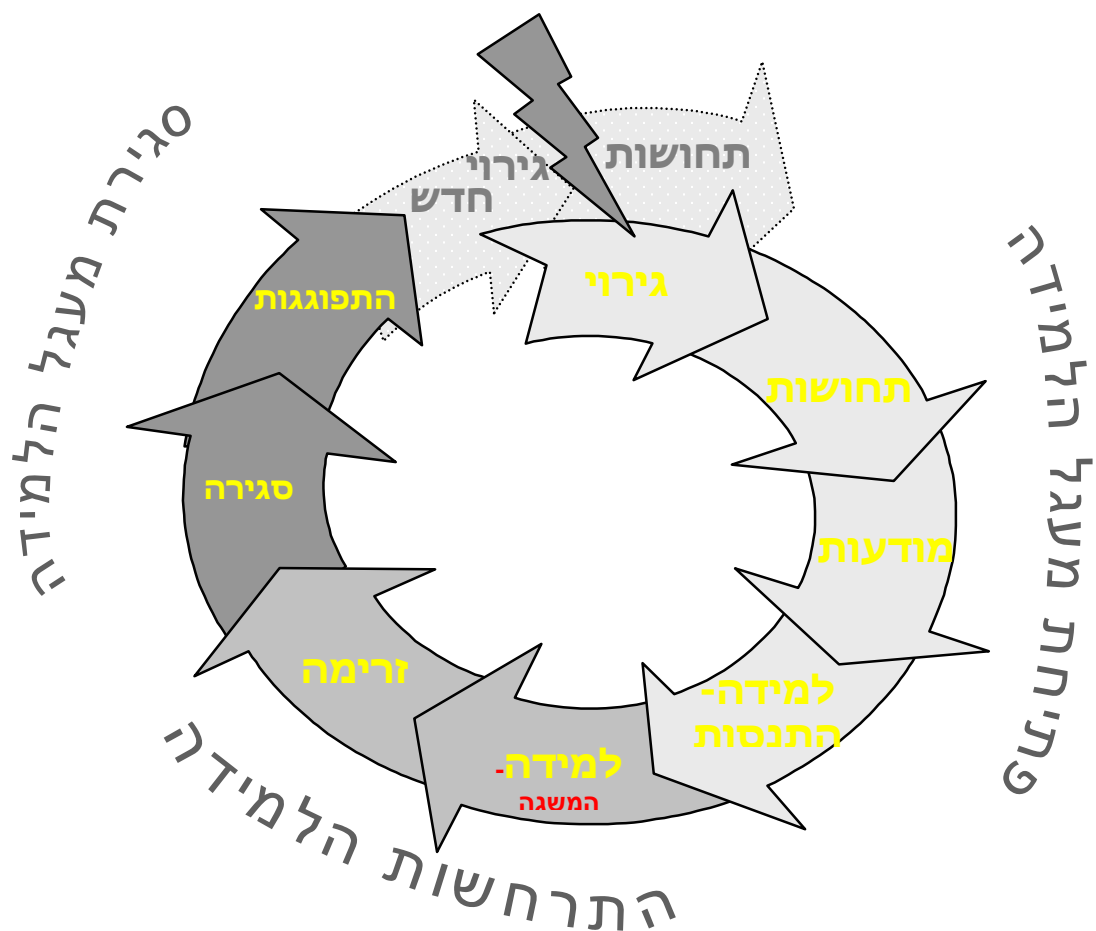 גירוי
תחושות
מודעות
למידה-
התנסות
למידה-
המשגה
זרימה
סגירה
התפוגגות
גירוי
חדש
תחושות
פתיחת מעגל הלמידה
התרחשות הלמידה
סגירת מעגל הלמידה